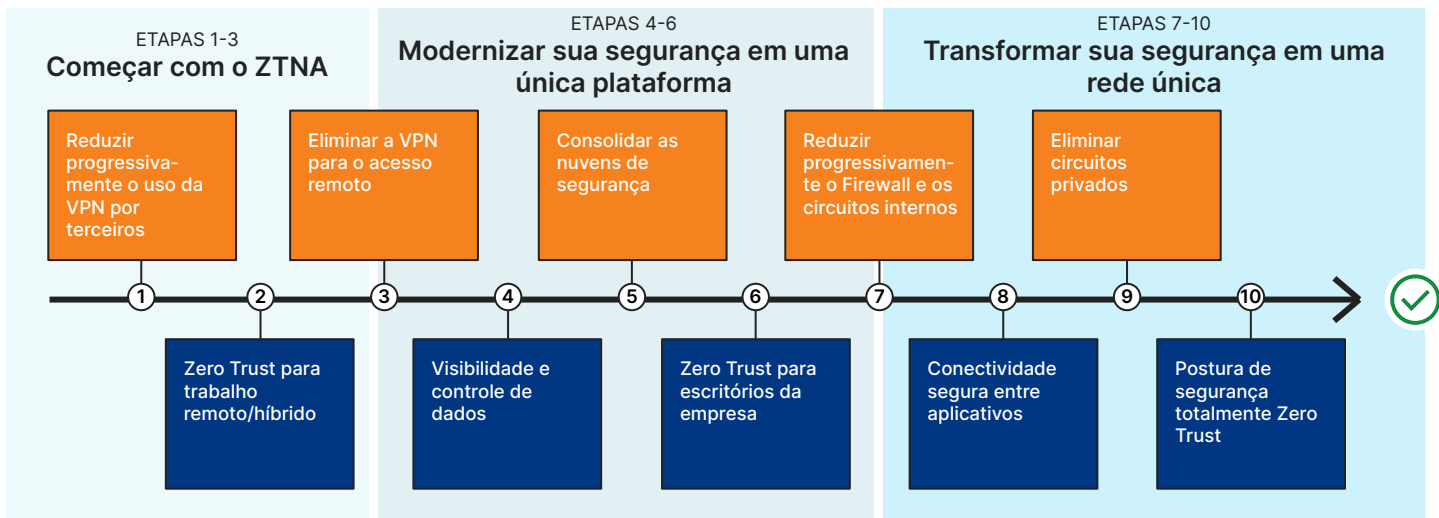 ETAPAS 1-3
Começar com o ZTNA
ETAPAS 4-6
Modernizar sua segurança em uma
única plataforma
ETAPAS 7-10
Transformar sua segurança em uma
rede única
Reduzir
progressiva-
mente o uso da
VPN por
terceiros
Eliminar a VPN
para o acesso
remoto
Consolidar as
nuvens de
segurança
Reduzir
progressivamen-
te o Firewall e os
circuitos internos
Eliminar
circuitos
privados
1
2
3
4
5
6
7
8
9
10
Zero Trust para
trabalho
remoto/híbrido
Visibilidade e
controle de
dados
Zero Trust para
escritórios da
empresa
Conectividade
segura entre
aplicativos
Postura de
segurança
totalmente Zero
Trust